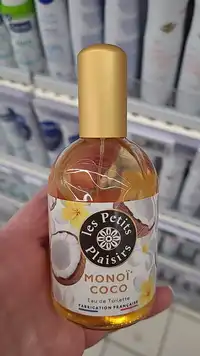 les Petits
Plaisirs
MONOÏ
COCO
Eau de Toilette
FABRICATION FRANÇAISE